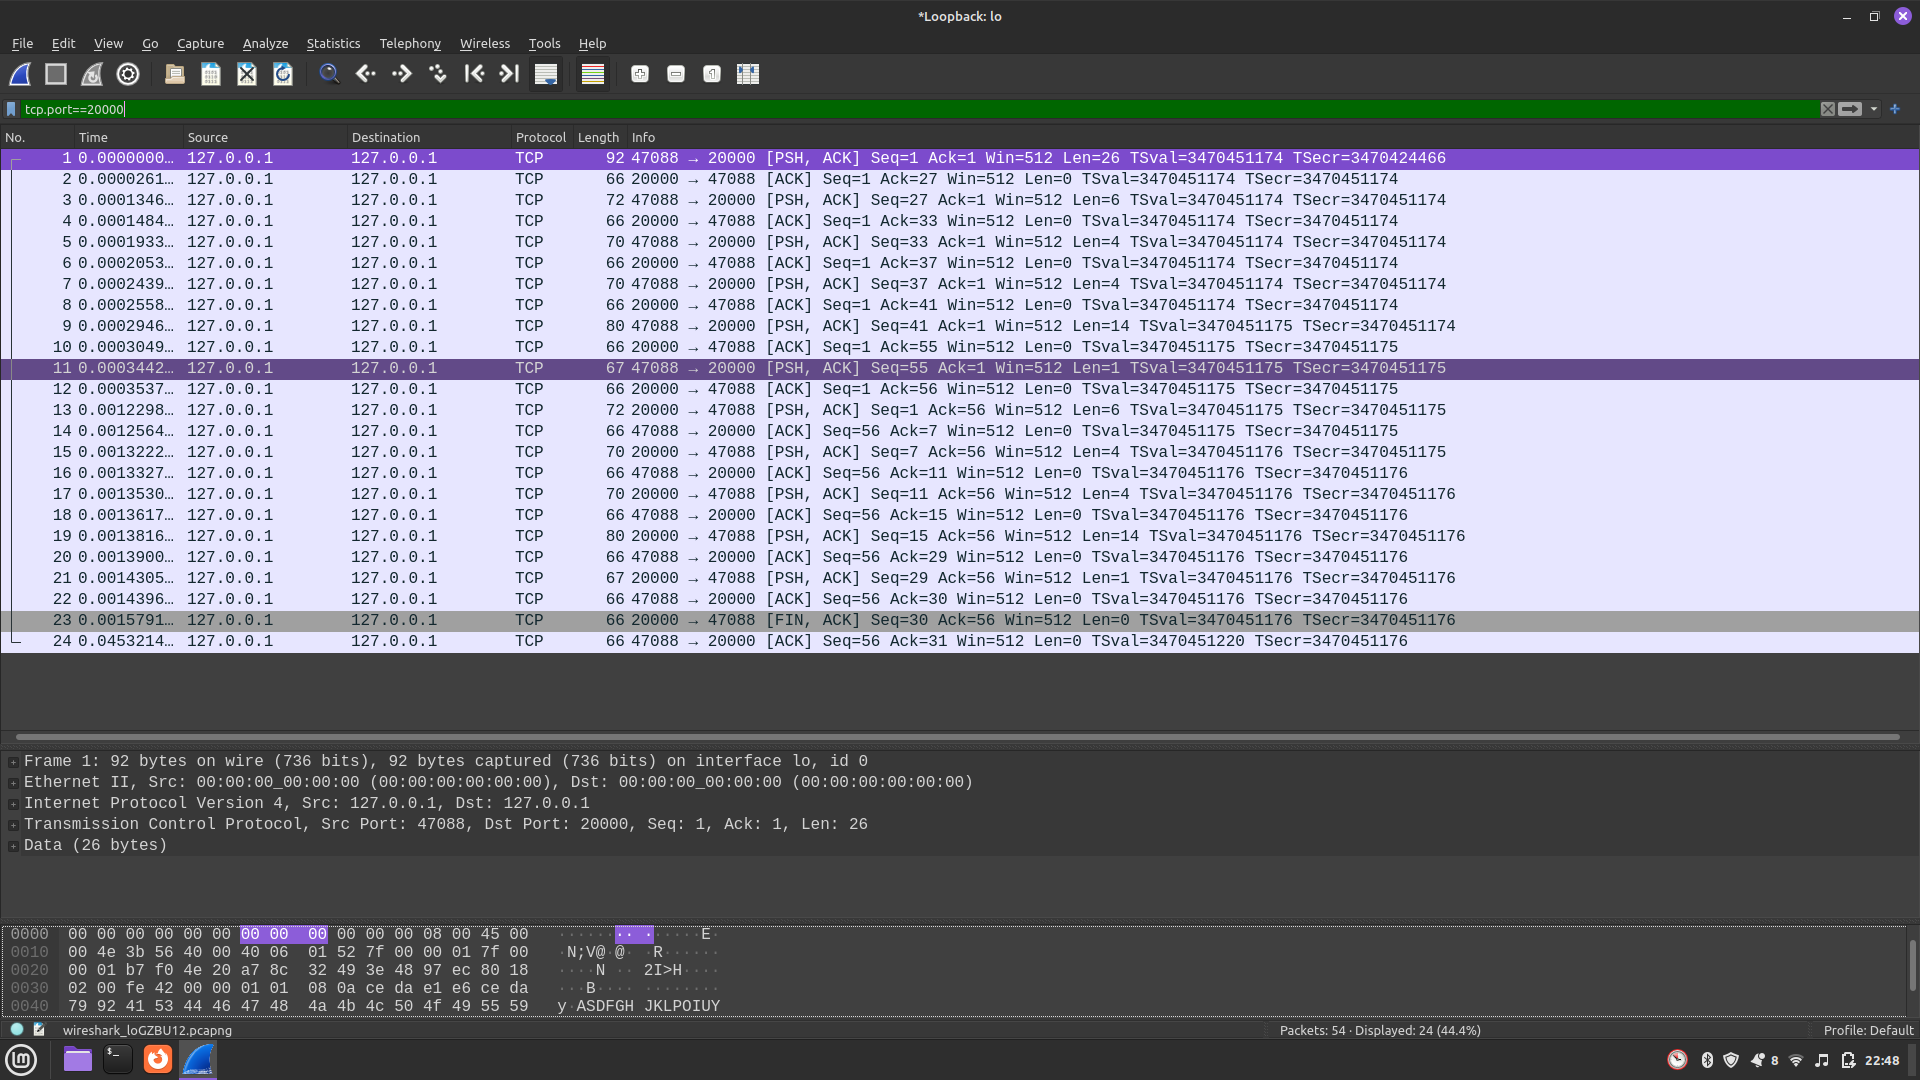 *Loopback: lo
File Edit View Go Capture Analyze Statistics Telephony Wireless Tools Help
tcp.port==20000
No. Time Source Destination Protocol Length Info
1 0.0000000… 127.0.0.1 127.0.0.1 TCP 92 47088 → 20000 [PSH, ACK] Seq=1 Ack=1 Win=512 Len=26 TSval=3470451174 TSecr=3470424466
2 0.0000261… 127.0.0.1 127.0.0.1 TCP 66 20000 → 47088 [ACK] Seq=1 Ack=27 Win=512 Len=0 TSval=3470451174 TSecr=3470451174
3 0.0001346… 127.0.0.1 127.0.0.1 TCP 72 47088 → 20000 [PSH, ACK] Seq=27 Ack=1 Win=512 Len=6 TSval=3470451174 TSecr=3470451174
4 0.0001484… 127.0.0.1 127.0.0.1 TCP 66 20000 → 47088 [ACK] Seq=1 Ack=33 Win=512 Len=0 TSval=3470451174 TSecr=3470451174
5 0.0001933… 127.0.0.1 127.0.0.1 TCP 70 47088 → 20000 [PSH, ACK] Seq=33 Ack=1 Win=512 Len=4 TSval=3470451174 TSecr=3470451174
6 0.0002053… 127.0.0.1 127.0.0.1 TCP 66 20000 → 47088 [ACK] Seq=1 Ack=37 Win=512 Len=0 TSval=3470451174 TSecr=3470451174
7 0.0002439… 127.0.0.1 127.0.0.1 TCP 70 47088 → 20000 [PSH, ACK] Seq=37 Ack=1 Win=512 Len=4 TSval=3470451174 TSecr=3470451174
8 0.0002558… 127.0.0.1 127.0.0.1 TCP 66 20000 → 47088 [ACK] Seq=1 Ack=41 Win=512 Len=0 TSval=3470451174 TSecr=3470451174
9 0.0002946… 127.0.0.1 127.0.0.1 TCP 80 47088 → 20000 [PSH, ACK] Seq=41 Ack=1 Win=512 Len=14 TSval=3470451175 TSecr=3470451174
10 0.0003049… 127.0.0.1 127.0.0.1 TCP 66 20000 → 47088 [ACK] Seq=1 Ack=55 Win=512 Len=0 TSval=3470451175 TSecr=3470451175
11 0.0003442… 127.0.0.1 127.0.0.1 TCP 67 47088 → 20000 [PSH, ACK] Seq=55 Ack=1 Win=512 Len=1 TSval=3470451175 TSecr=3470451175
12 0.0003537… 127.0.0.1 127.0.0.1 TCP 66 20000 → 47088 [ACK] Seq=1 Ack=56 Win=512 Len=0 TSval=3470451175 TSecr=3470451175
13 0.0012298… 127.0.0.1 127.0.0.1 TCP 72 20000 → 47088 [PSH, ACK] Seq=1 Ack=56 Win=512 Len=6 TSval=3470451175 TSecr=3470451175
14 0.0012564… 127.0.0.1 127.0.0.1 TCP 66 47088 → 20000 [ACK] Seq=56 Ack=7 Win=512 Len=0 TSval=3470451175 TSecr=3470451175
15 0.0013222… 127.0.0.1 127.0.0.1 TCP 70 20000 → 47088 [PSH, ACK] Seq=7 Ack=56 Win=512 Len=4 TSval=3470451176 TSecr=3470451175
16 0.0013327… 127.0.0.1 127.0.0.1 TCP 66 47088 → 20000 [ACK] Seq=56 Ack=11 Win=512 Len=0 TSval=3470451176 TSecr=3470451176
17 0.0013530… 127.0.0.1 127.0.0.1 TCP 70 20000 → 47088 [PSH, ACK] Seq=11 Ack=56 Win=512 Len=4 TSval=3470451176 TSecr=3470451176
18 0.0013617… 127.0.0.1 127.0.0.1 TCP 66 47088 → 20000 [ACK] Seq=56 Ack=15 Win=512 Len=0 TSval=3470451176 TSecr=3470451176
19 0.0013816… 127.0.0.1 127.0.0.1 TCP 80 20000 → 47088 [PSH, ACK] Seq=15 Ack=56 Win=512 Len=14 TSval=3470451176 TSecr=3470451176
20 0.0013900… 127.0.0.1 127.0.0.1 TCP 66 47088 → 20000 [ACK] Seq=56 Ack=29 Win=512 Len=0 TSval=3470451176 TSecr=3470451176
21 0.0014305… 127.0.0.1 127.0.0.1 TCP 67 20000 → 47088 [PSH, ACK] Seq=29 Ack=56 Win=512 Len=1 TSval=3470451176 TSecr=3470451176
22 0.0014396… 127.0.0.1 127.0.0.1 TCP 66 47088 → 20000 [ACK] Seq=56 Ack=30 Win=512 Len=0 TSval=3470451176 TSecr=3470451176
23 0.0015791… 127.0.0.1 127.0.0.1 TCP 66 20000 → 47088 [FIN, ACK] Seq=30 Ack=56 Win=512 Len=0 TSval=3470451176 TSecr=3470451176
24 0.0453214… 127.0.0.1 127.0.0.1 TCP 66 47088 → 20000 [ACK] Seq=56 Ack=31 Win=512 Len=0 TSval=3470451220 TSecr=3470451176
Frame 1: 92 bytes on wire (736 bits), 92 bytes captured (736 bits) on interface lo, id 0
Ethernet II, Src: 00:00:00_00:00:00 (00:00:00:00:00:00), Dst: 00:00:00_00:00:00 (00:00:00:00:00:00)
Internet Protocol Version 4, Src: 127.0.0.1, Dst: 127.0.0.1
Transmission Control Protocol, Src Port: 47088, Dst Port: 20000, Seq: 1, Ack: 1, Len: 26
Data (26 bytes)
0000 00 00 00 00 00 00 00 00 00 00 00 00 08 00 45 00 ········ ······E·
0010 00 4e 3b 56 40 00 40 06 01 52 7f 00 00 01 7f 00 ·N;V@·@· ·R······
0020 00 01 b7 f0 4e 20 a7 8c 32 49 3e 48 97 ec 80 18 ····N ·· 2I>H····
0030 02 00 fe 42 00 00 01 01 08 0a ce da e1 e6 ce da ···B···· ········
0040 79 92 41 53 44 46 47 48 4a 4b 4c 50 4f 49 55 59 y·ASDFGH JKLPOIUY
wireshark_loGZBU12.pcapng Packets: 54 · Displayed: 24 (44.4%) Profile: Default
8 22:48